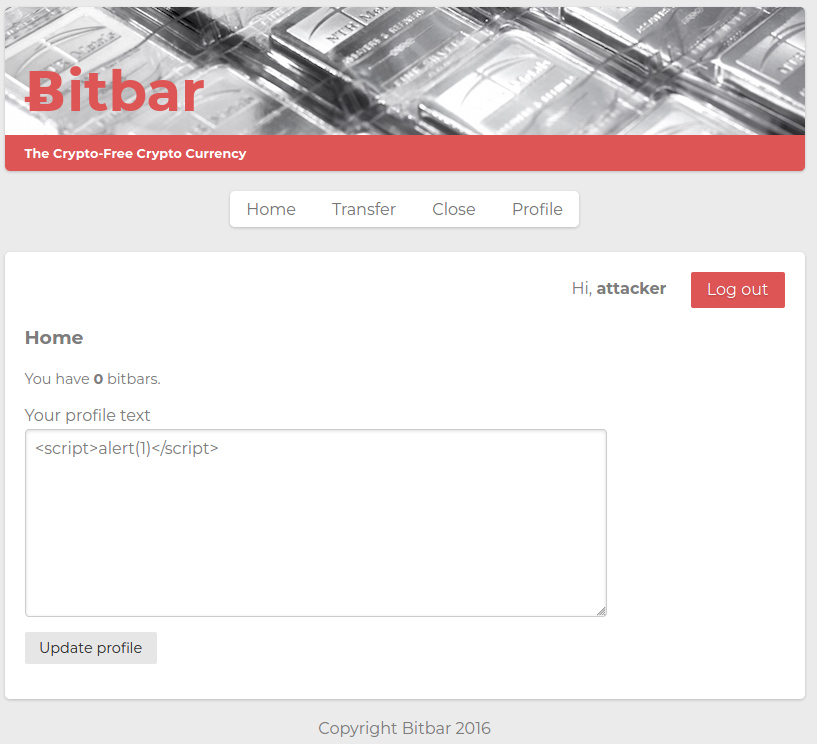 Ƀitbar
The Crypto-Free Crypto Currency
Home Transfer Close Profile
Hi, attacker Log out
Home
You have 0 bitbars.
Your profile text
<script>alert(1)</script>
Update profile
Copyright Bitbar 2016